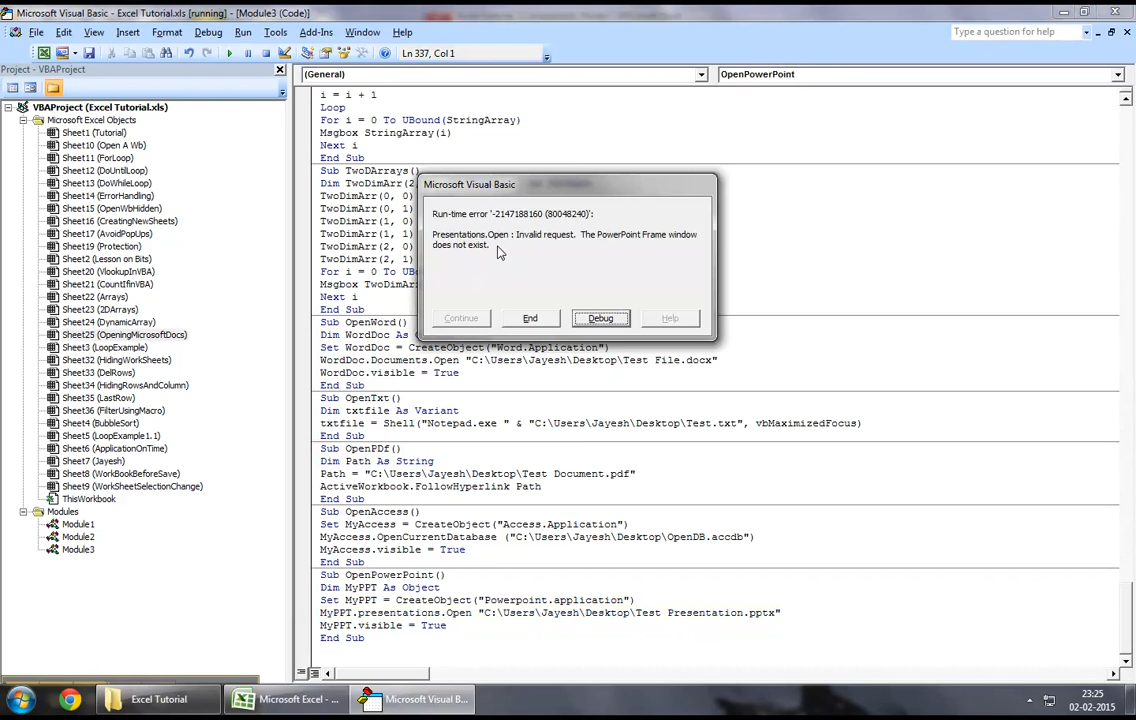 Microsoft Visual Basic - Excel Tutorial.xls [running] - [Module3 (Code)]
File Edit View Insert Format Debug Run Tools Add-Ins Window Help
Type a question for help
Ln 337, Col 1
Project - VBAProject
(General)
OpenPowerPoint
VBAProject (Excel Tutorial.xls)
Microsoft Excel Objects
Sheet1 (Tutorial)
Sheet10 (Open A Wb)
Sheet11 (ForLoop)
Sheet12 (DoUntilLoop)
Sheet13 (DoWhileLoop)
Sheet14 (ErrorHandling)
Sheet15 (OpenWbHidden)
Sheet16 (CreatingNewSheets)
Sheet17 (AutoSave)
Sheet19 (Protection)
Sheet2 (Lesson on Bits)
Sheet20 (VlookupInVBA)
Sheet21 (CountIfinVBA)
Sheet22 (Arrays)
Sheet23 (2DArrays)
Sheet24 (DynamicArray)
Sheet25 (OpeningMicrosoftDocs)
Sheet3 (LoopExample)
Sheet32 (HidingWorkSheets)
Sheet33 (DelRows)
Sheet34 (HidingRowsAndColumn)
Sheet35 (LastRow)
Sheet36 (FilterUsingMacro)
Sheet4 (BubbleSort)
Sheet5 (LoopExample1.1)
Sheet6 (ApplicationOnTime)
Sheet7 (Jayesh)
Sheet8 (WorkBookBeforeSave)
Sheet9 (WorkSheetSelectionChange)
ThisWorkbook
Modules
Module1
Module2
Module3
i = i + 1
Loop
For i = 0 To UBound(StringArray)
Msgbox StringArray(i)
Next i
End Sub
Sub TwoDArrays()
Dim TwoDimArr(2,
TwoDimArr(0, 0)
TwoDimArr(0, 1)
TwoDimArr(1, 0)
TwoDimArr(1, 1)
TwoDimArr(2, 0)
TwoDimArr(2, 1)
For i = 0 To UB
Msgbox TwoDimAr
Next i
End Sub
Sub OpenWord()
Dim WordDoc As
Set WordDoc = CreateObject("Word.Application")
WordDoc.Documents.Open "C:\Users\Jayesh\Desktop\Test File.docx"
WordDoc.visible = True
End Sub
Sub OpenTxt()
Dim txtfile As Variant
txtfile = Shell("Notepad.exe " & "C:\Users\Jayesh\Desktop\Test.txt", vbMaximizedFocus)
End Sub
Sub OpenPDf()
Dim Path As String
Path = "C:\Users\Jayesh\Desktop\Test Document.pdf"
ActiveWorkbook.FollowHyperlink Path
End Sub
Sub OpenAccess()
Set MyAccess = CreateObject("Access.Application")
MyAccess.OpenCurrentDatabase ("C:\Users\Jayesh\Desktop\OpenDB.accdb")
MyAccess.visible = True
End Sub
Sub OpenPowerPoint()
Dim MyPPT As Object
Set MyPPT = CreateObject("Powerpoint.application")
MyPPT.presentations.Open "C:\Users\Jayesh\Desktop\Test Presentation.pptx"
MyPPT.visible = True
End Sub
Microsoft Visual Basic
Run-time error '-2147188160 (80048240)':
Presentations.Open : Invalid request. The PowerPoint Frame window
does not exist.
Continue End Debug Help
Excel Tutorial
Microsoft Excel - ...
Microsoft Visual B...
23:25
02-02-2015